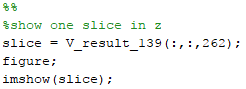 %%
%show one slice in z
slice = V_result_139(:,:,262);
figure;
imshow(slice);